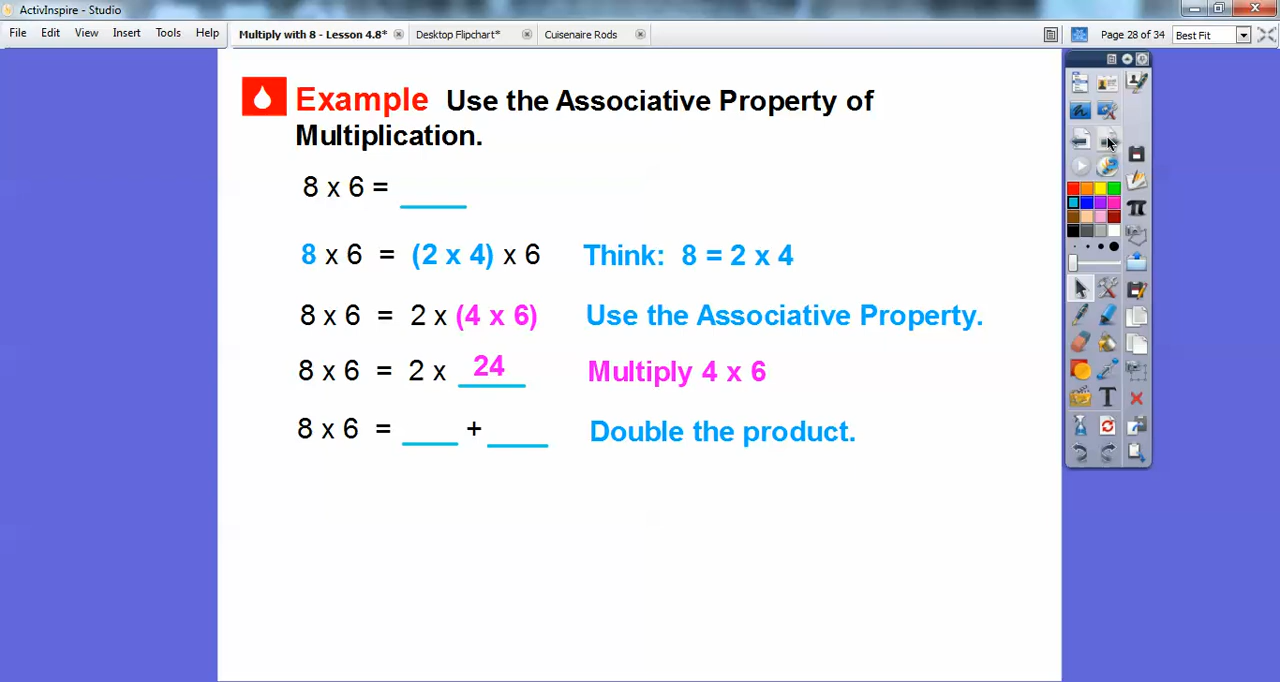 ActivInspire - Studio
File Edit View Insert Tools Help
Multiply with 8 - Lesson 4.8* Desktop Flipchart* Cuisenaire Rods
Page 28 of 34 Best Fit
Example Use the Associative Property of
Multiplication.
8 x 6 = ____
8 x 6 = (2 x 4) x 6 Think: 8 = 2 x 4
8 x 6 = 2 x (4 x 6) Use the Associative Property.
8 x 6 = 2 x 24 Multiply 4 x 6
8 x 6 = ____ + ____ Double the product.